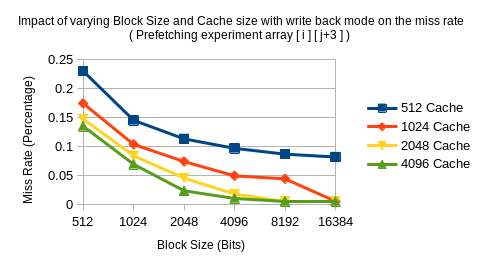 Impact of varying Block Size and Cache size with write back mode on the miss rate
( Prefetching experiment array [ i ] [ j+3 ] )
Miss Rate (Percentage)
0.25
0.2
0.15
0.1
0.05
0
512 1024 2048 4096 8192 16384
Block Size (Bits)
512 Cache
1024 Cache
2048 Cache
4096 Cache